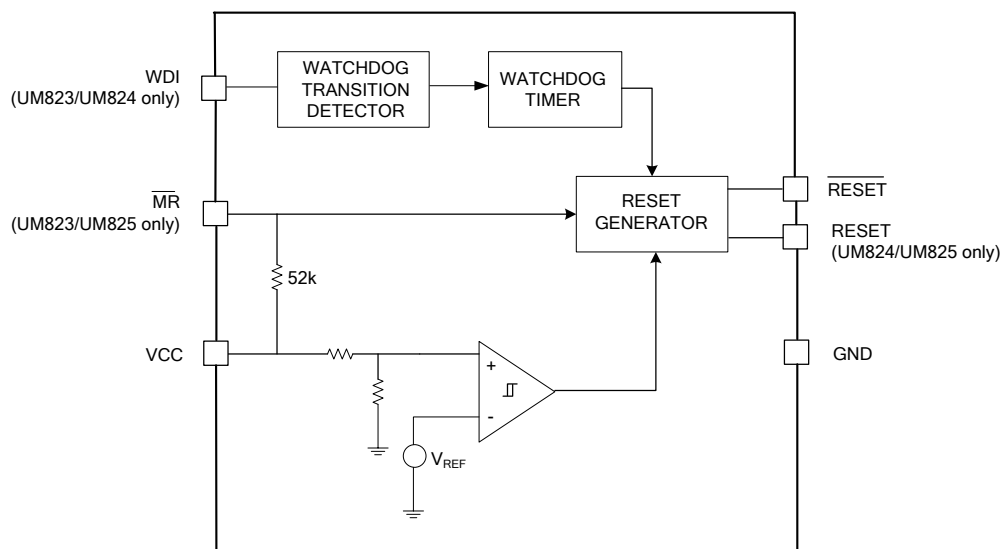 WDI
(UM823/UM824 only)
WATCHDOG
TRANSITION
DETECTOR
WATCHDOG
TIMER
MR
(UM823/UM825 only)
RESET
GENERATOR
RESET
RESET
(UM824/UM825 only)
52k
VCC
GND
+
-
VREF